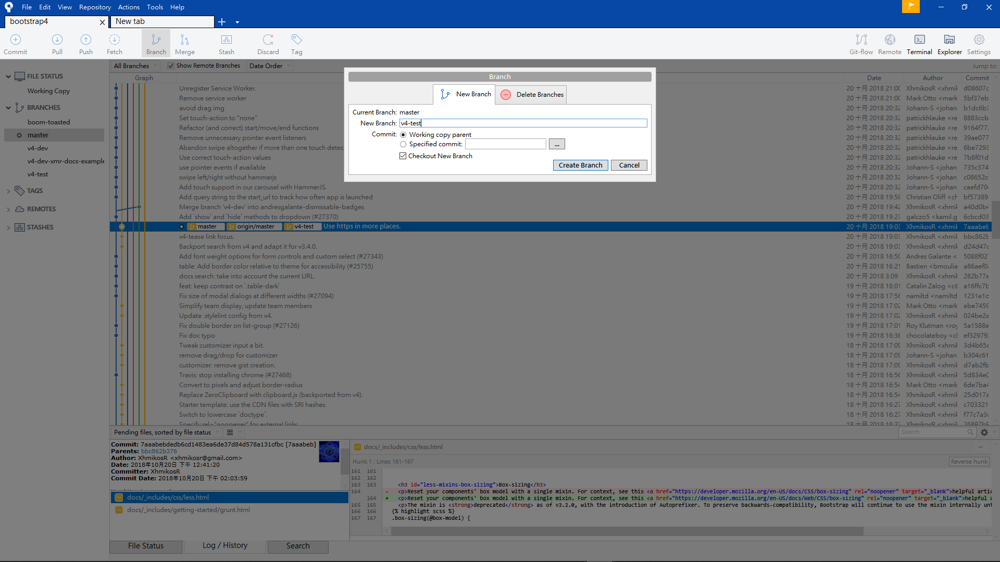 File Edit View Repository Actions Tools Help
bootstrap4 New tab
Commit Pull Push Fetch Branch Merge Stash Discard Tag Git-flow Remote Terminal Explorer Settings
All Branches Show Remote Branches Date Order Jump to:
FILE STATUS
Working Copy
BRANCHES
boom-toasted
master
v4-dev
v4-dev-xmr-docs-example
v4-test
TAGS
REMOTES
STASHES
Branch
New Branch Delete Branches
Current Branch: master
New Branch: v4-test
Commit: Working copy parent
Specified commit: ...
Checkout New Branch
Create Branch Cancel
Graph Date Author Commit
Unregister Service Worker. 20 十月 2018 21:00 XhmikosR <xhmik d08607c
Remove service worker 20 十月 2018 21:00 Mark Otto <mark 5bf37eb
avoid drag img 20 十月 2018 20:32 Johann-S <johan b1dc6b3
Set touch-action to "none" 20 十月 2018 20:32 patrickhlauke <re 8883ccb
Refactor (and correct) start/move/end functions 20 十月 2018 20:32 patrickhlauke <re 9164f77
Remove unnecessary pointer event listeners 20 十月 2018 20:32 patrickhlauke <re 39ae077
Abandon swipe altogether if more than one touch detec 20 十月 2018 20:32 patrickhlauke <re 6be7293
Use correct touch-action values 20 十月 2018 20:32 patrickhlauke <re 7b8f01d
use pointer events if available 20 十月 2018 20:32 Johann-S <johan 735c374
swipe left/right without hammerjs 20 十月 2018 20:32 Johann-S <johan c08652c
Add touch support in our carousel with HammerJS. 20 十月 2018 20:32 Johann-S <johan caefd70
Add query string to the start_url to track how often app is launched 20 十月 2018 19:58 Christian Oliff <ch bf57389
Merge branch 'v4-dev' into andresgalante-dismissable-badges 20 十月 2018 19:42 XhmikosR <xhmik a40d0b4
Add `show` and `hide` methods to dropdown (#27370) 20 十月 2018 19:27 galczo5 <kamil.g 6cbcd03
master origin/master v4-test Use https in more places. 20 十月 2018 19:03 XhmikosR <xhmik 7aaabeb
v4-tease link focus. 20 十月 2018 19:03 XhmikosR <xhmik bbc862b
Backport search from v4 and adapt it for v3.4.0. 20 十月 2018 19:03 XhmikosR <xhmik d24d47c
Add font weight options for form controls and custom select (#27343) 20 十月 2018 16:50 Andres Galante < 5088f02
table: Add border color relative to theme for accessibility (#25755) 20 十月 2018 16:21 Bastien <bmoulia a86aef0
docs search: take into account the current URL. 20 十月 2018 3:09 XhmikosR <xhmik 282b77e
feat: keep contrast on `.table-dark` 19 十月 2018 18:01 Catalin Zalog <c@ a16ffc7b
Fix size of modal dialogs at different widths (#27094) 19 十月 2018 17:56 namiltd <namiltd 1231e1d
Simplify team display, update team members 19 十月 2018 17:02 Mark Otto <mark ebe7459
Update .stylelint config from v4. 19 十月 2018 17:02 XhmikosR <xhmik 024be2a
Fix double border on list-group (#27126) 19 十月 2018 17:01 Roy Klutman <roy 5a1588e
Fix doc typo 19 十月 2018 16:36 chocolateboy <cl ef32979
Tweak customizer input a bit. 18 十月 2018 17:09 XhmikosR <xhmik 3d4b65a
remove drag/drop for customizer 18 十月 2018 17:09 Johann-S <johan b304c61
customizer: remove gist creation. 18 十月 2018 17:09 XhmikosR <xhmik d7ab2fb
Travis: stop installing chrome (#27468) 18 十月 2018 16:56 XhmikosR <xhmik 5d834e0
Convert to pixels and adjust border-radius 18 十月 2018 16:54 Mark Otto <mark 6de7ba4
Replace ZeroClipboard with clipboard.js (backported from v4). 18 十月 2018 16:54 XhmikosR <xhmik 25d017a
Starter template: use the CDN files with SRI hashes. 18 十月 2018 16:27 XhmikosR <xhmik c703321
Switch to lowercase `doctype`. 18 十月 2018 16:27 XhmikosR <xhmik f77c7a3c
Specify rel="noopener" for external links 18 十月 2018 16:27 XhmikosR <xhmik 26897b9
Pending files, sorted by file status Search
Commit: 7aaabebdedb6cd1483ea6de37d84d578a131cfbc [7aaabeb]
Parents: bbc862b376
Author: XhmikosR <xhmikosr@gmail.com>
Date: 2018年10月20日 下午 12:41:20
Committer: XhmikosR
Commit Date: 2018年10月20日 下午 02:03:59
docs/_includes/css/less.html
docs/_includes/getting-started/grunt.html
docs/_includes/css/less.html ...
Hunk 1 : Lines 161-167 Reverse hunk
161 161
162 162
163 163 <h3 id="less-mixins-box-sizing">Box-sizing</h3>
164 - <p>Reset your components' box model with a single mixin. For context, see this <a href="https://developer.mozilla.org/en-US/docs/CSS/box-sizing" rel="noopener" target="_blank">helpful artic
164 + <p>Reset your components' box model with a single mixin. For context, see this <a href="https://developer.mozilla.org/en-US/docs/Web/CSS/box-sizing" rel="noopener" target="_blank">helpful a
165 165 <p>The mixin is <strong>deprecated</strong> as of v3.2.0, with the introduction of Autoprefixer. To preserve backwards-compatibility, Bootstrap will continue to use the mixin internally unt
166 166 {% highlight scss %}
167 167 .box-sizing(@box-model) {
File Status Log / History Search